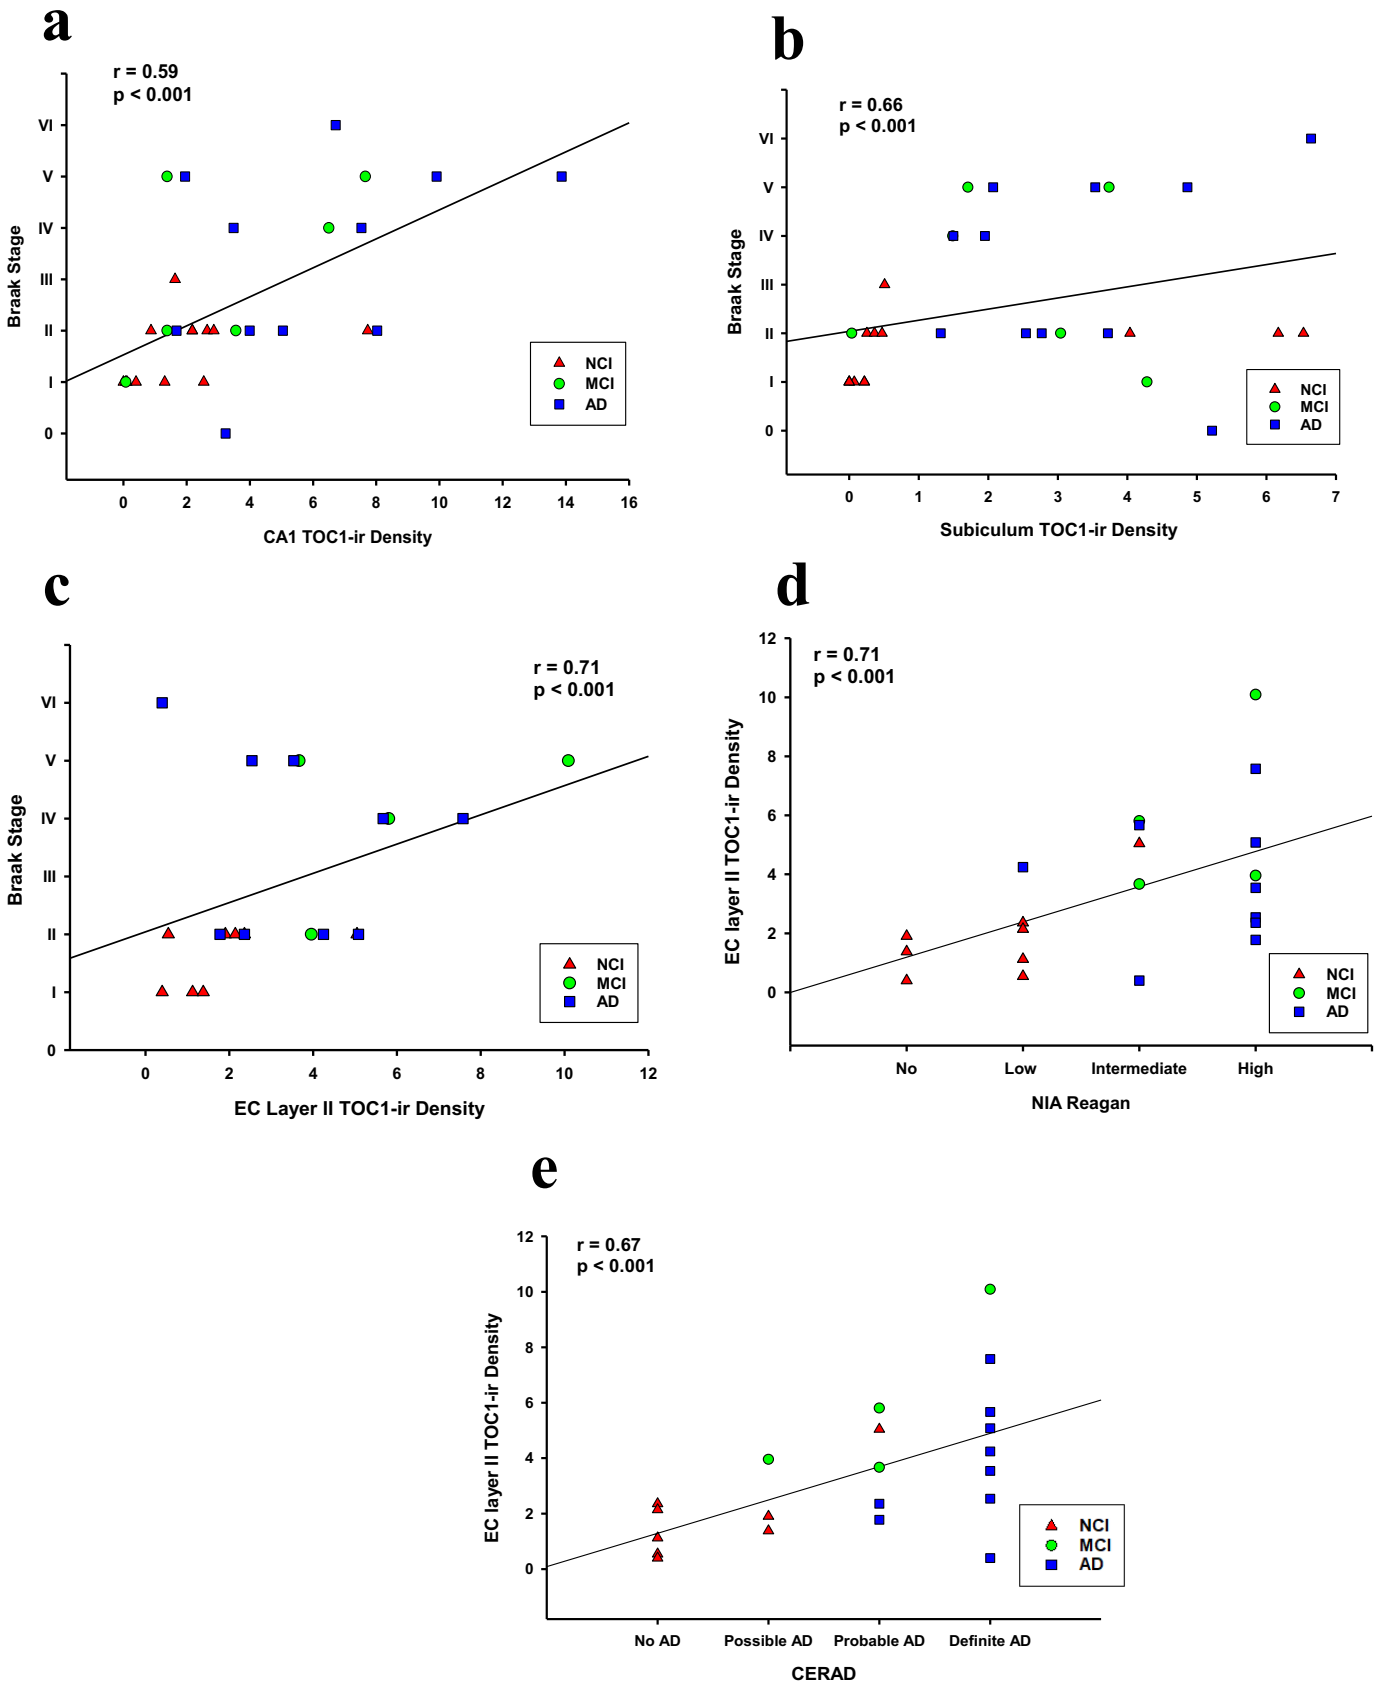 a
r = 0.59
p < 0.001
VI
V
IV
III
II
I
0
Braak Stage
0 2 4 6 8 10 12 14 16
CA1 TOC1-ir Density
NCI
MCI
AD
b
r = 0.66
p < 0.001
VI
V
IV
III
II
I
0
Braak Stage
0 1 2 3 4 5 6 7
Subiculum TOC1-ir Density
NCI
MCI
AD
c
r = 0.71
p < 0.001
VI
V
IV
III
II
I
0
Braak Stage
0 2 4 6 8 10 12
EC Layer II TOC1-ir Density
NCI
MCI
AD
d
r = 0.71
p < 0.001
12
10
8
6
4
2
0
EC layer II TOC1-ir Density
No Low Intermediate High
NIA Reagan
NCI
MCI
AD
e
r = 0.67
p < 0.001
12
10
8
6
4
2
0
EC layer II TOC1-ir Density
No AD Possible AD Probable AD Definite AD
CERAD
NCI
MCI
AD